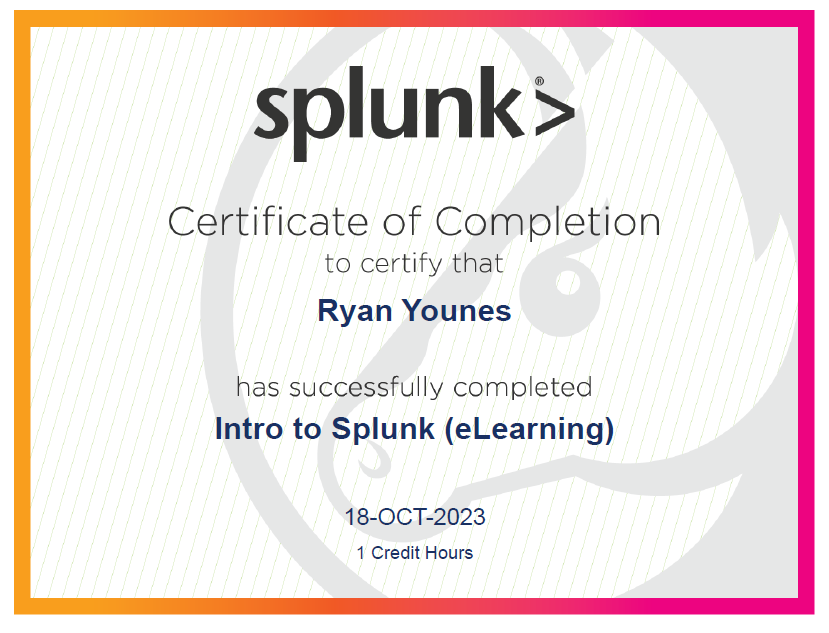 splunk®>
Certificate of Completion
to certify that
Ryan Younes
has successfully completed
Intro to Splunk (eLearning)
18-OCT-2023
1 Credit Hours